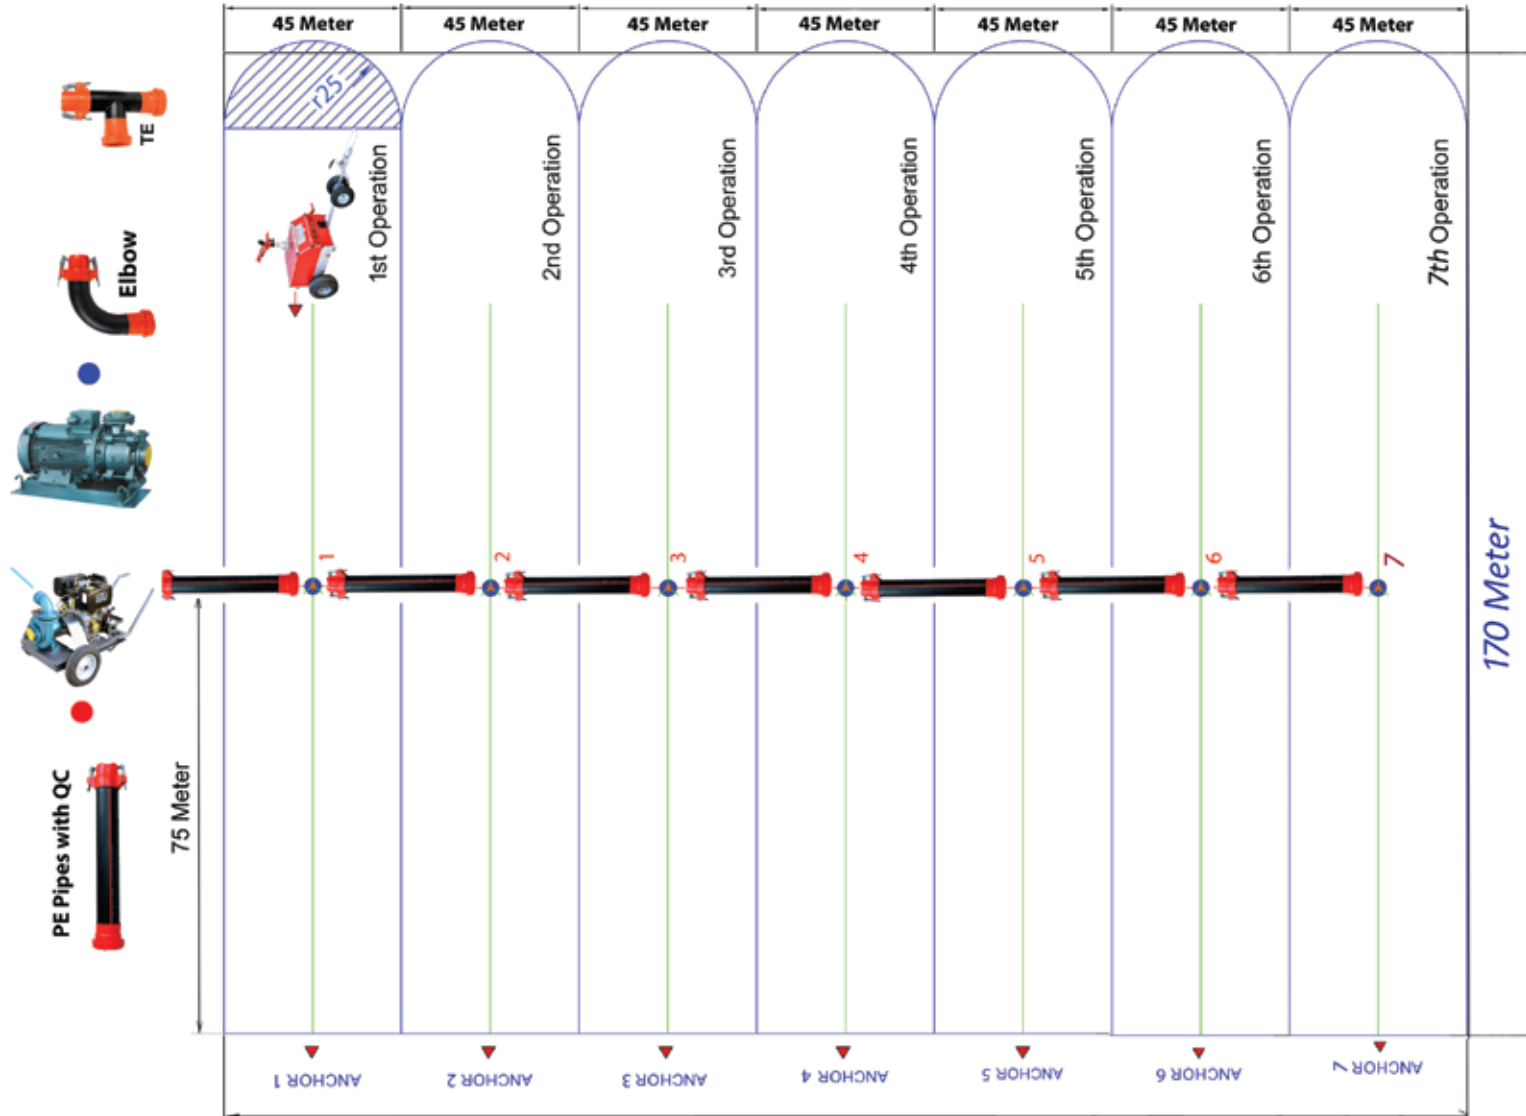 45 Meter
45 Meter
45 Meter
45 Meter
45 Meter
45 Meter
45 Meter
r25
TE
Elbow
PE Pipes with QC
1st Operation
2nd Operation
3rd Operation
4th Operation
5th Operation
6th Operation
7th Operation
1
2
3
4
5
6
7
75 Meter
170 Meter
ANCHOR 1
ANCHOR 2
ANCHOR 3
ANCHOR 4
ANCHOR 5
ANCHOR 6
ANCHOR 7